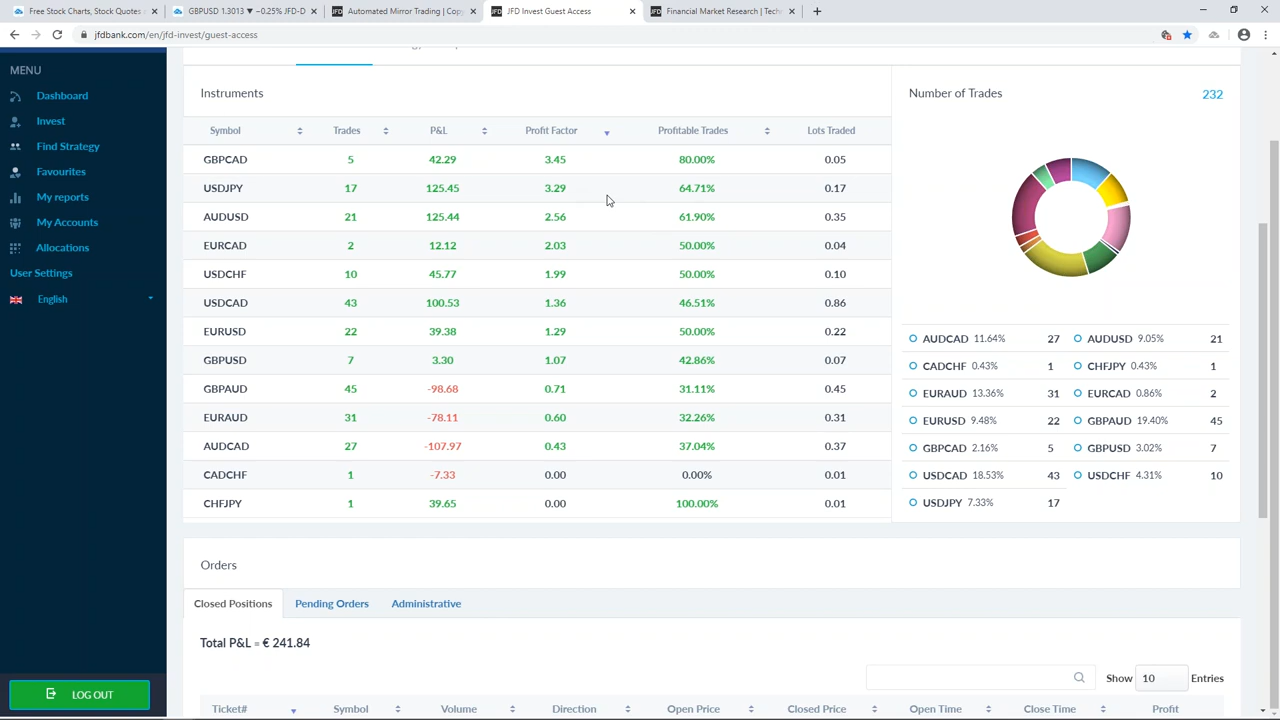 Free Stock Charts, Stock Quotes
GBPUSD 1.3013 ▼ −0.25% JFD-D
JFD Automated Mirror Trading | Copy
JFD JFD Invest Guest Access
JFD Financial Market Research | Tech
jfdbank.com/en/jfd-invest/guest-access
MENU
Dashboard
Invest
Find Strategy
Favourites
My reports
My Accounts
Allocations
User Settings
English
LOG OUT
Instruments
Symbol Trades P&L Profit Factor Profitable Trades Lots Traded
GBPCAD 5 42.29 3.45 80.00% 0.05
USDJPY 17 125.45 3.29 64.71% 0.17
AUDUSD 21 125.44 2.56 61.90% 0.35
EURCAD 2 12.12 2.03 50.00% 0.04
USDCHF 10 45.77 1.99 50.00% 0.10
USDCAD 43 100.53 1.36 46.51% 0.86
EURUSD 22 39.38 1.29 50.00% 0.22
GBPUSD 7 3.30 1.07 42.86% 0.07
GBPAUD 45 -98.68 0.71 31.11% 0.45
EURAUD 31 -78.11 0.60 32.26% 0.31
AUDCAD 27 -107.97 0.43 37.04% 0.37
CADCHF 1 -7.33 0.00 0.00% 0.01
CHFJPY 1 39.65 0.00 100.00% 0.01
Number of Trades 232
AUDCAD 11.64% 27 AUDUSD 9.05% 21
CADCHF 0.43% 1 CHFJPY 0.43% 1
EURAUD 13.36% 31 EURCAD 0.86% 2
EURUSD 9.48% 22 GBPAUD 19.40% 45
GBPCAD 2.16% 5 GBPUSD 3.02% 7
USDCAD 18.53% 43 USDCHF 4.31% 10
USDJPY 7.33% 17
Orders
Closed Positions Pending Orders Administrative
Total P&L = € 241.84
Show 10 Entries
Ticket# Symbol Volume Direction Open Price Closed Price Open Time Close Time Profit